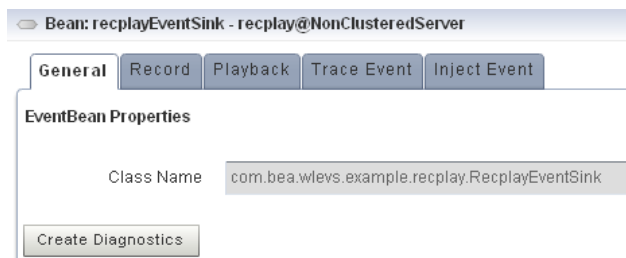 Bean: recplayEventSink - recplay@NonClusteredServer
General Record Playback Trace Event Inject Event
EventBean Properties
Class Name com.bea.wlevs.example.recplay.RecplayEventSink
Create Diagnostics